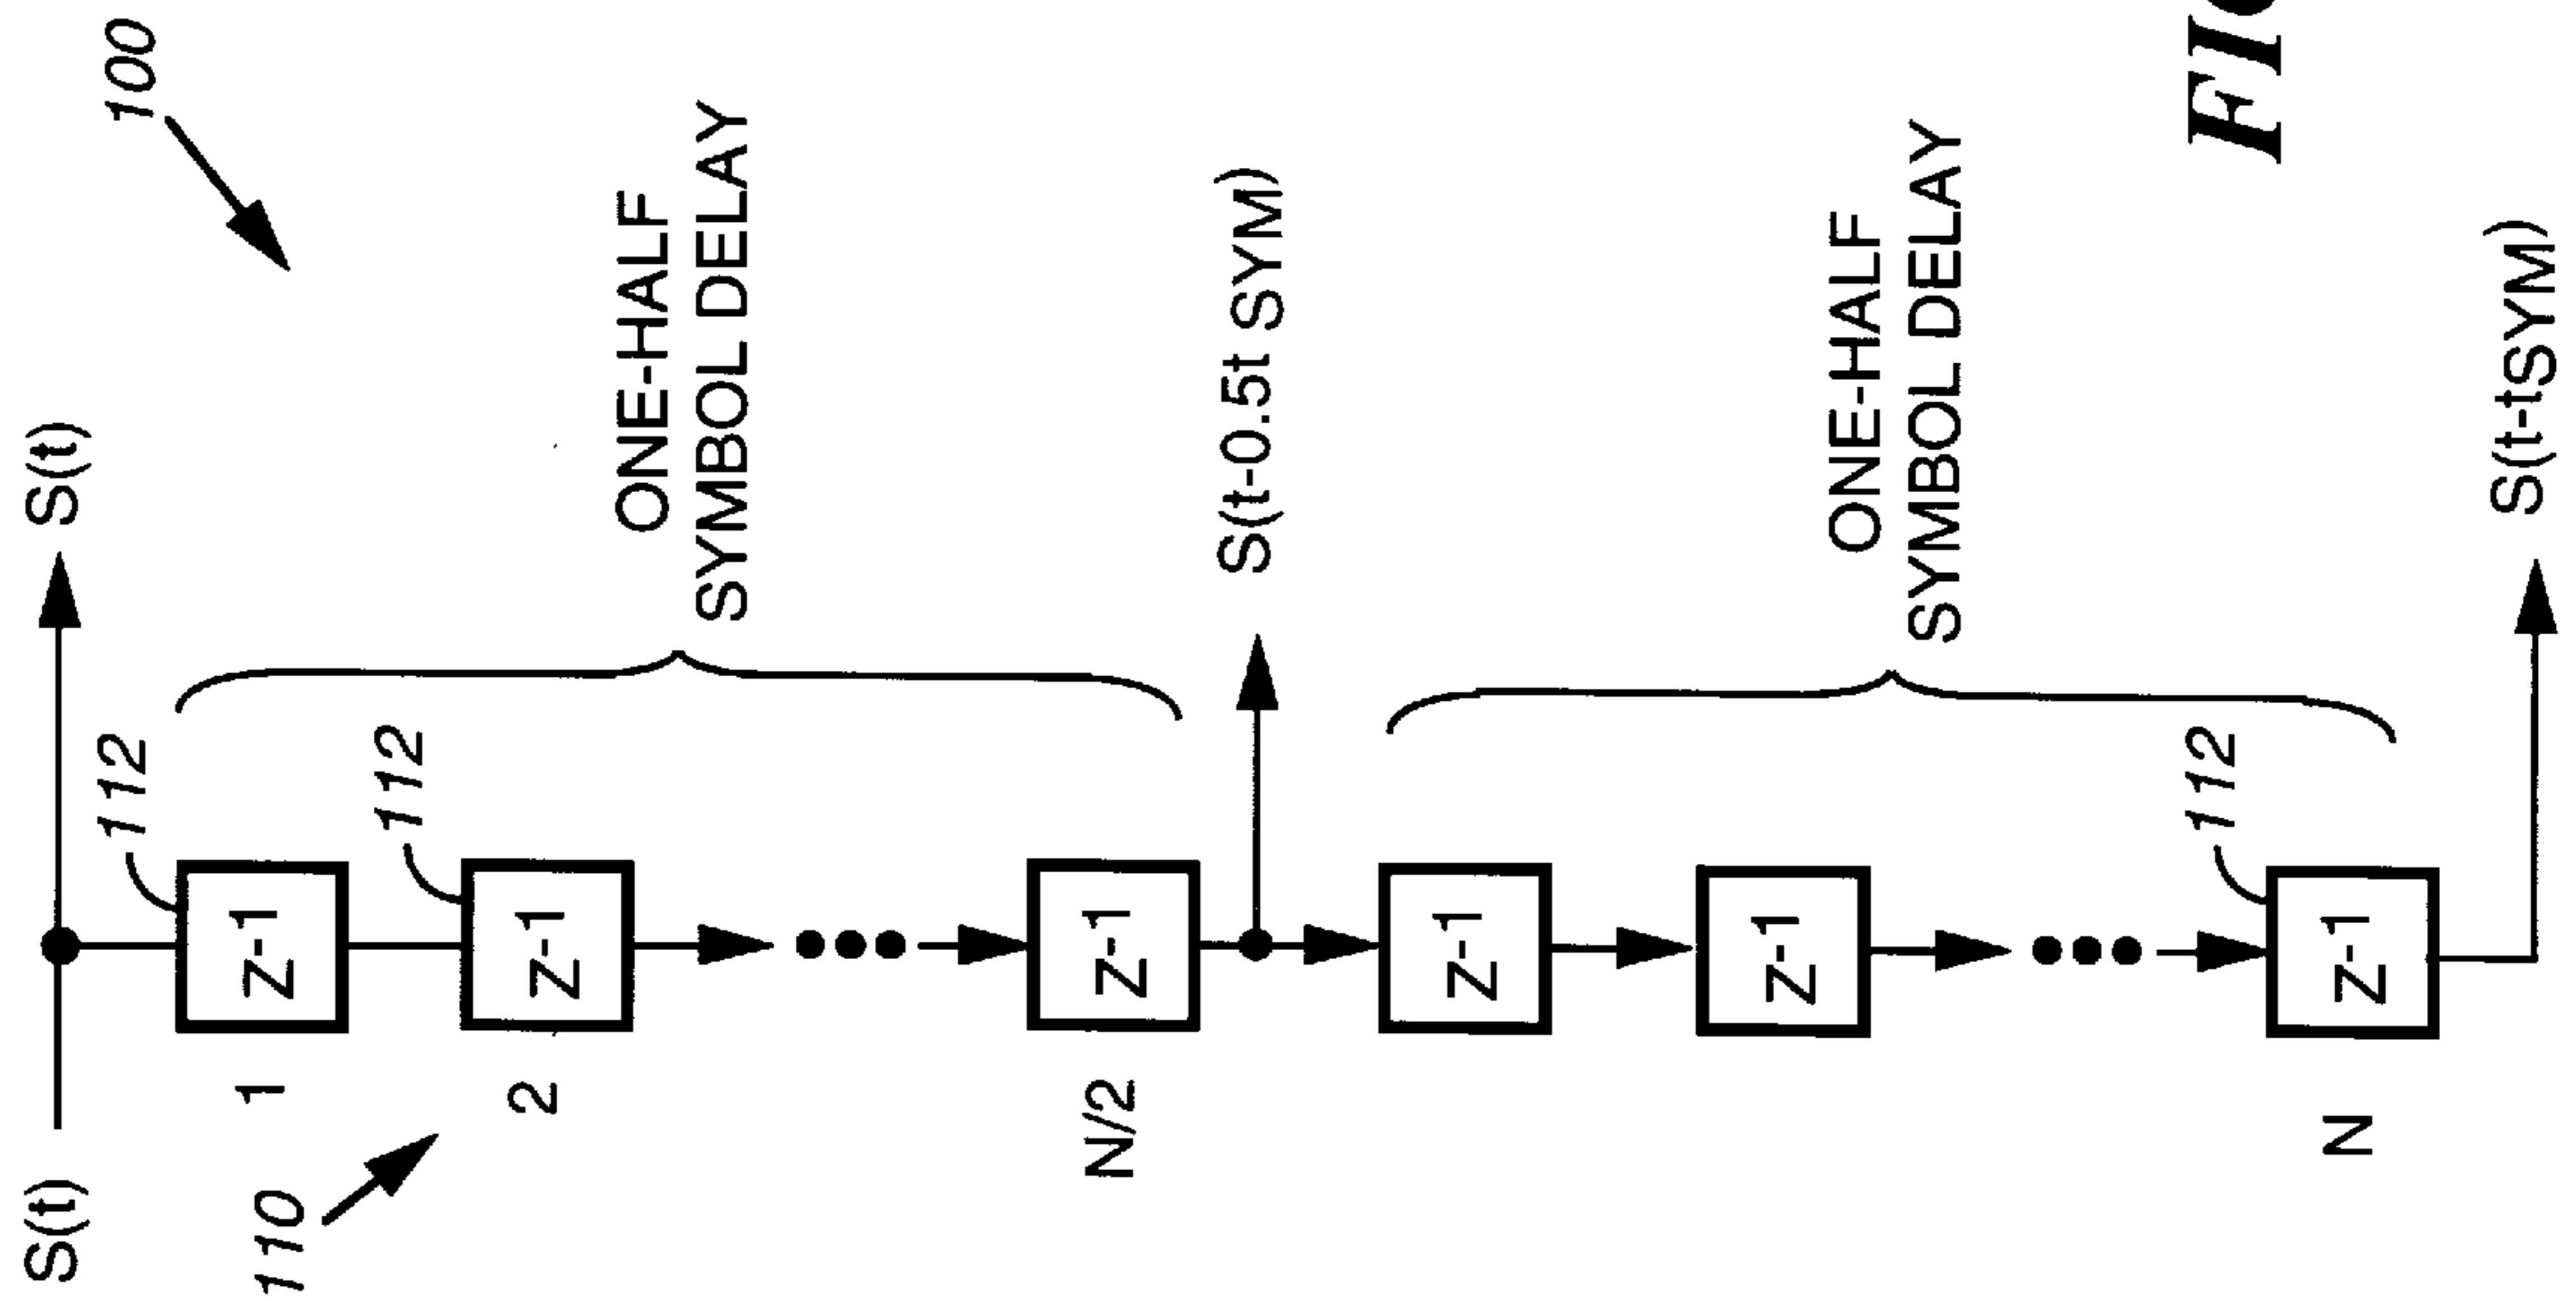 100
S(t)
S(t)
112
Z-1
1
110
112
Z-1
2
ONE-HALF
SYMBOL DELAY
Z-1
N/2
S(t-0.5t SYM)
Z-1
Z-1
ONE-HALF
SYMBOL DELAY
112
Z-1
N
S(t-tSYM)